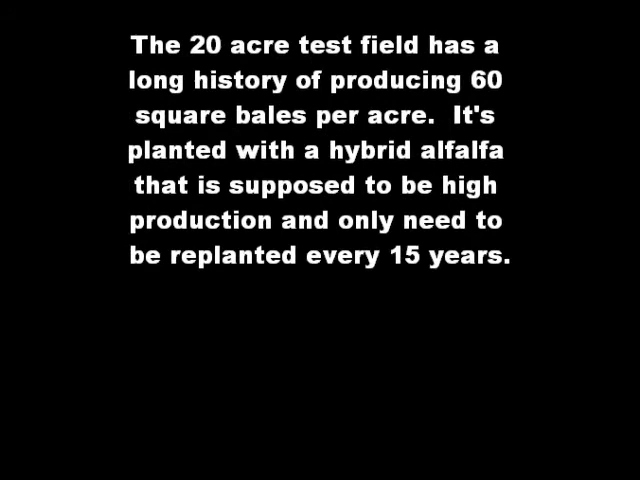 The 20 acre test field has a
long history of producing 60
square bales per acre.  It's
planted with a hybrid alfalfa
that is supposed to be high
production and only need to
be replanted every 15 years.